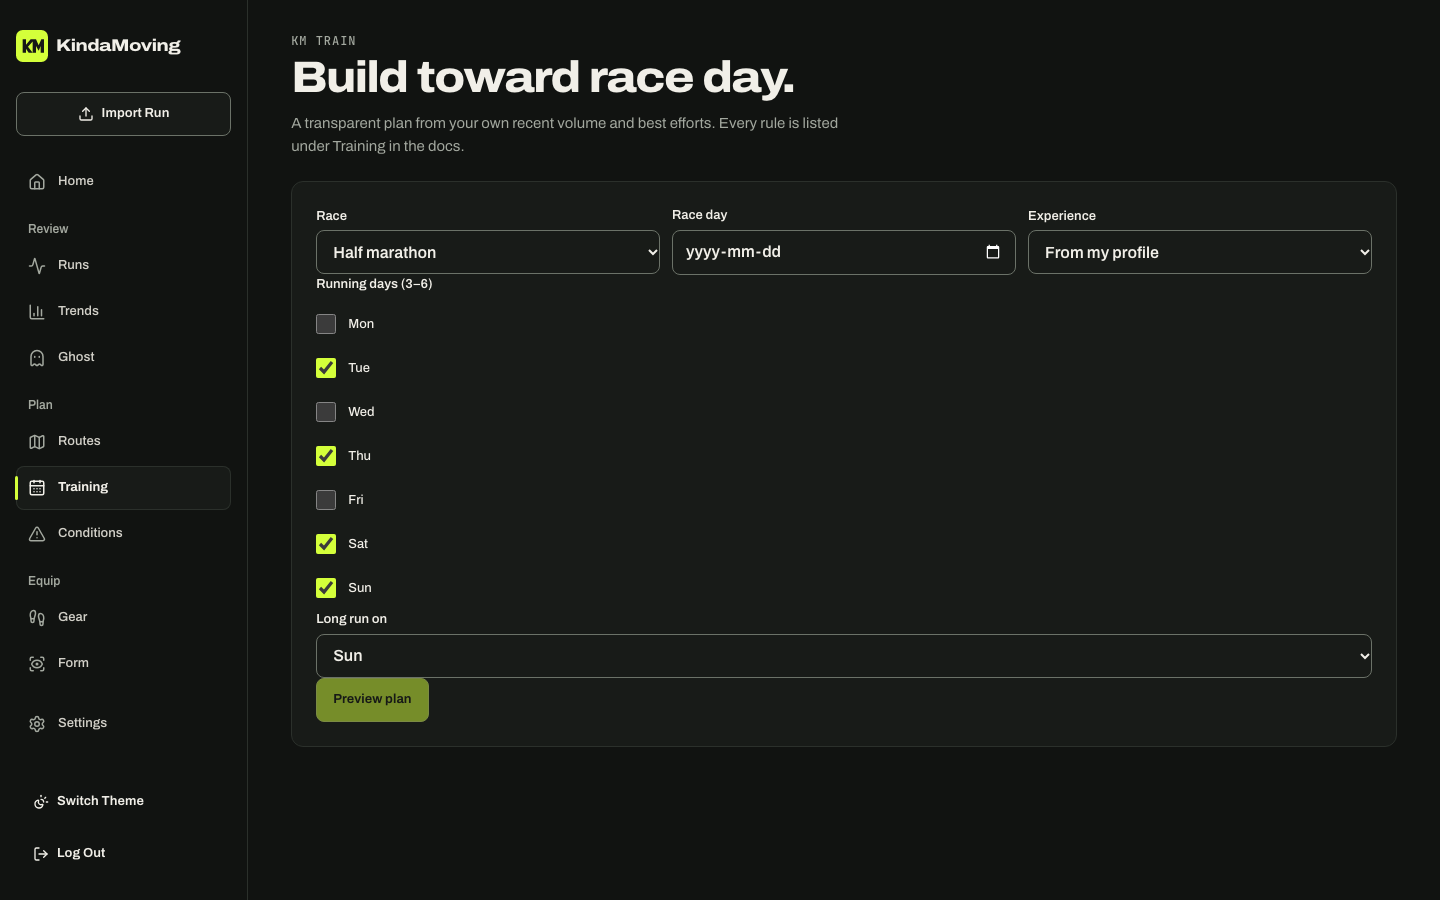 KM KindaMoving
Import Run
Home
Review
Runs
Trends
Ghost
Plan
Routes
Training
Conditions
Equip
Gear
Form
Settings
Switch Theme
Log Out
KM TRAIN
Build toward race day.
A transparent plan from your own recent volume and best efforts. Every rule is listed
under Training in the docs.
Race
Half marathon
Race day
yyyy-mm-dd
Experience
From my profile
Running days (3–6)
Mon
Tue
Wed
Thu
Fri
Sat
Sun
Long run on
Sun
Preview plan